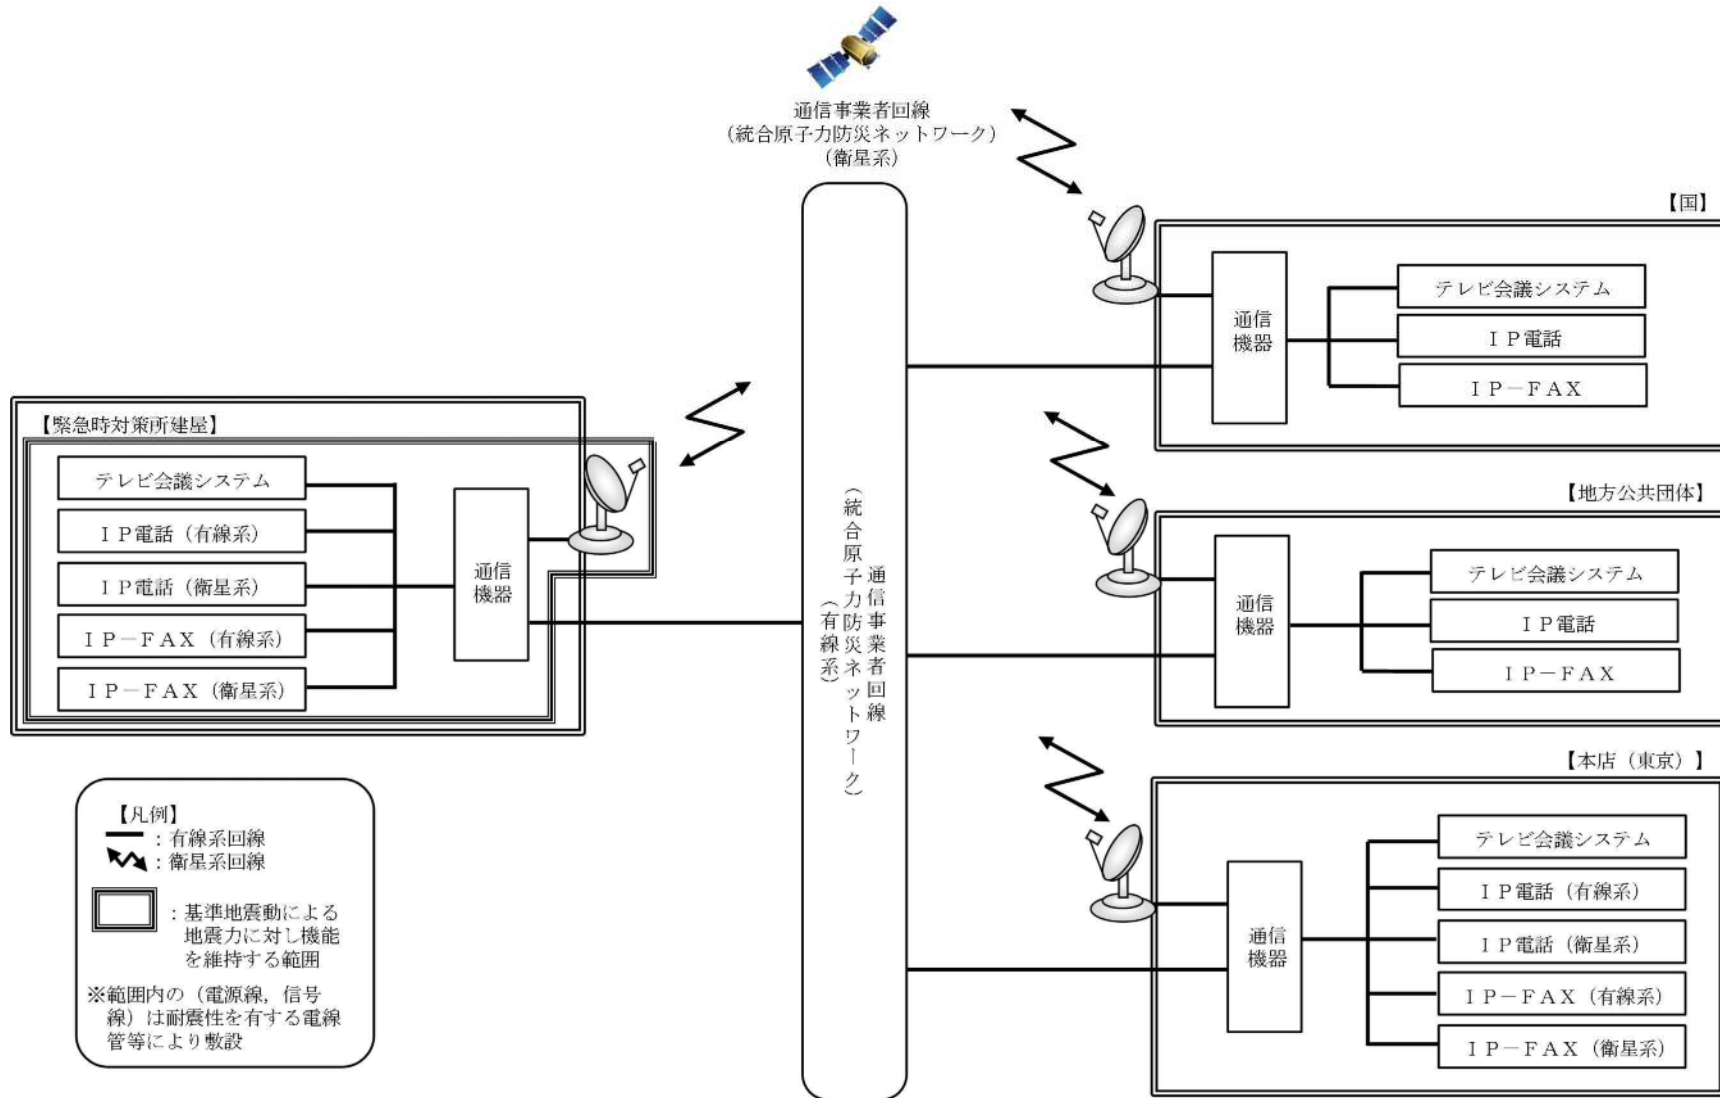 通信事業者回線
（統合原子力防災ネットワーク）
（衛星系）
【緊急時対策所建屋】
テレビ会議システム
ＩＰ電話（有線系）
ＩＰ電話（衛星系）
ＩＰ－ＦＡＸ（有線系）
ＩＰ－ＦＡＸ（衛星系）
通信
機器
通信事業者回線
（統合原子力防災ネットワーク）
（有線系）
【国】
通信
機器
テレビ会議システム
ＩＰ電話
ＩＰ－ＦＡＸ
【地方公共団体】
通信
機器
テレビ会議システム
ＩＰ電話
ＩＰ－ＦＡＸ
【本店（東京）】
通信
機器
テレビ会議システム
ＩＰ電話（有線系）
ＩＰ電話（衛星系）
ＩＰ－ＦＡＸ（有線系）
ＩＰ－ＦＡＸ（衛星系）
【凡例】
：有線系回線
：衛星系回線
：基準地震動による
地震力に対し機能
を維持する範囲
※範囲内の（電源線，信号
線）は耐震性を有する電線
管等により敷設